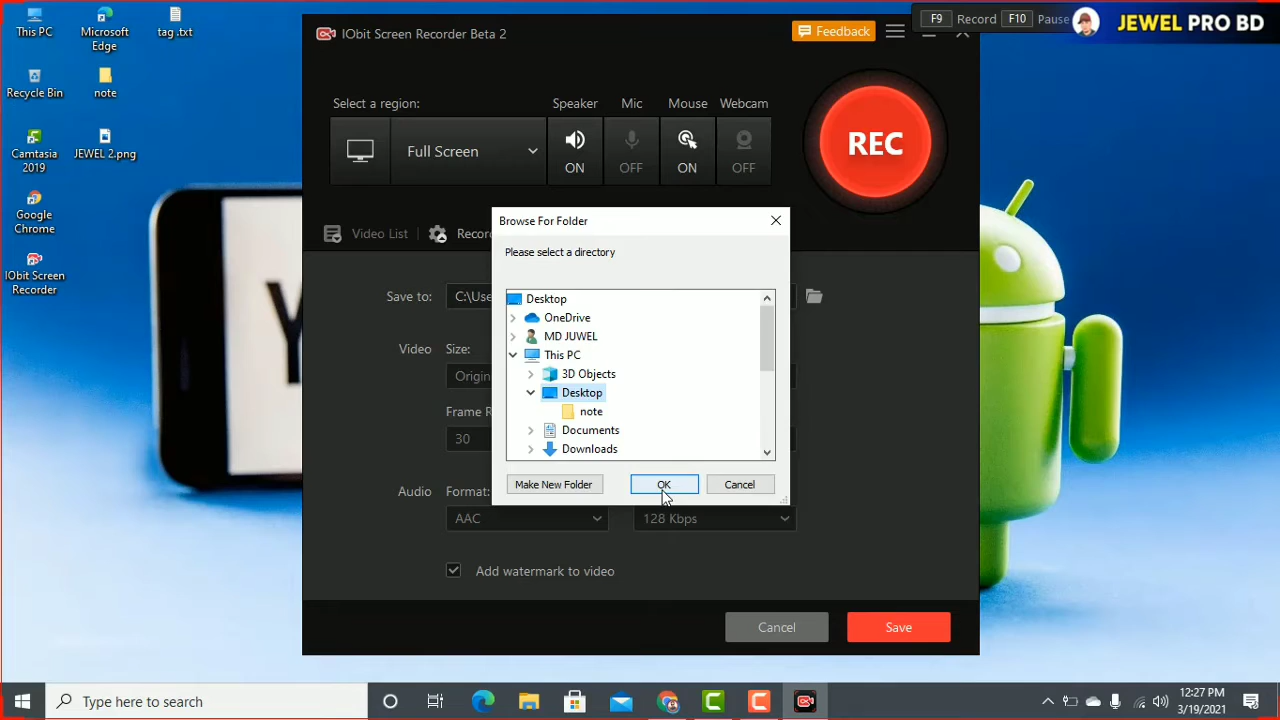 This PC
Microsoft
Edge
tag .txt
Recycle Bin
note
Camtasia
2019
JEWEL 2.png
Google
Chrome
IObit Screen
Recorder
IObit Screen Recorder Beta 2
Feedback
F9 Record F10 Pause
JEWEL PRO BD
Select a region:
Speaker Mic Mouse Webcam
Full Screen
ON OFF ON OFF
REC
Video List
Recor
Save to: C:\Use
Video Size:
Origin
Frame R
30
Audio Format:
AAC 128 Kbps
Add watermark to video
Cancel Save
Browse For Folder
Please select a directory
Desktop
OneDrive
MD JUWEL
This PC
3D Objects
Desktop
note
Documents
Downloads
Make New Folder OK Cancel
Type here to search
12:27 PM
3/19/2021